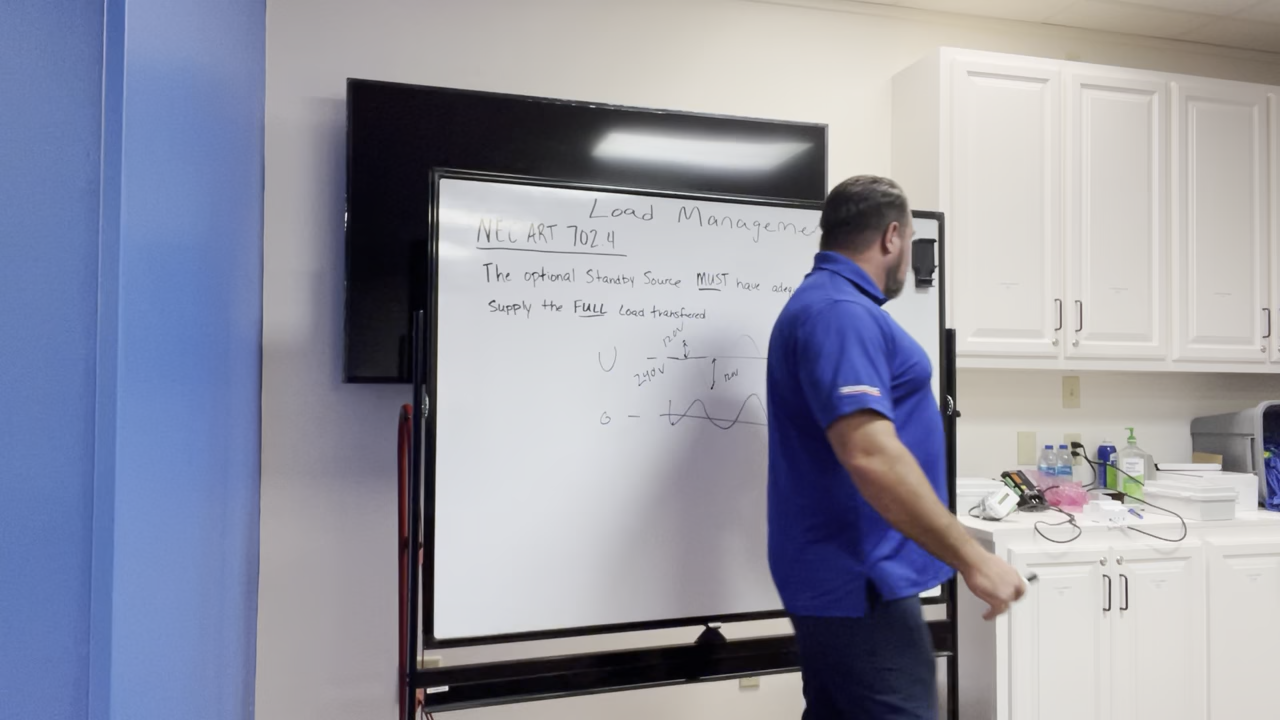 Load Manageme
NEC ART 702.4
The optional Standby Source MUST have adeq
Supply the FULL Load transfered
120V
U
240V
120V
G